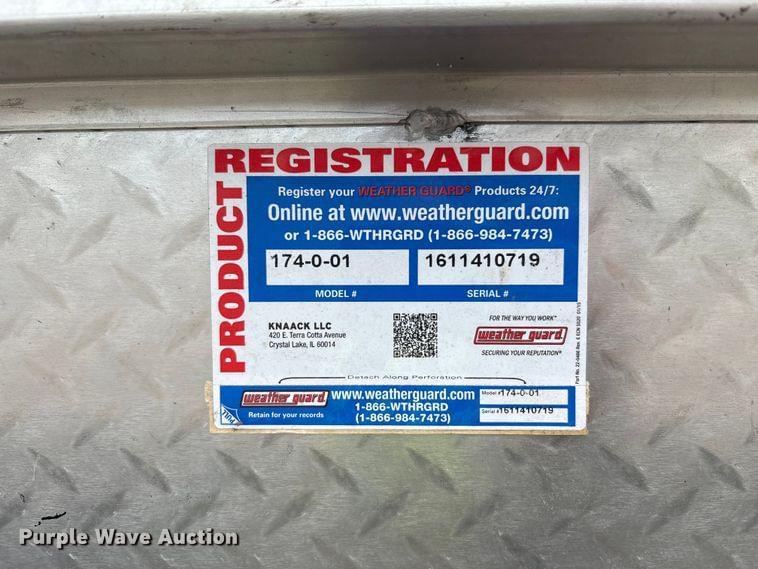 PRODUCT
REGISTRATION
Register your WEATHER GUARD® Products 24/7:
Online at www.weatherguard.com
or 1-866-WTHRGRD (1-866-984-7473)
174-0-01
1611410719
MODEL #
SERIAL #
KNAACK LLC
420 E. Terra Cotta Avenue
Crystal Lake, IL 60014
FOR THE WAY YOU WORK™
weather guard®
SECURING YOUR REPUTATION®
Detach Along Perforation
weather guard®
Retain for your records
www.weatherguard.com
1-866-WTHRGRD
(1-866-984-7473)
Model # 174-0-01
Serial # 1611410719
Purple Wave Auction